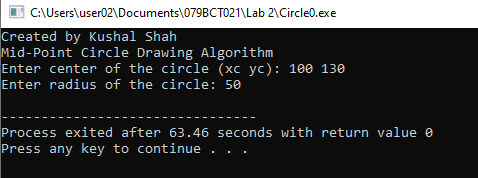 C:\Users\user02\Documents\079BCT021\Lab 2\Circle0.exe
Created by Kushal Shah
Mid-Point Circle Drawing Algorithm
Enter center of the circle (xc yc): 100 130
Enter radius of the circle: 50
--------------------------------
Process exited after 63.46 seconds with return value 0
Press any key to continue . . .